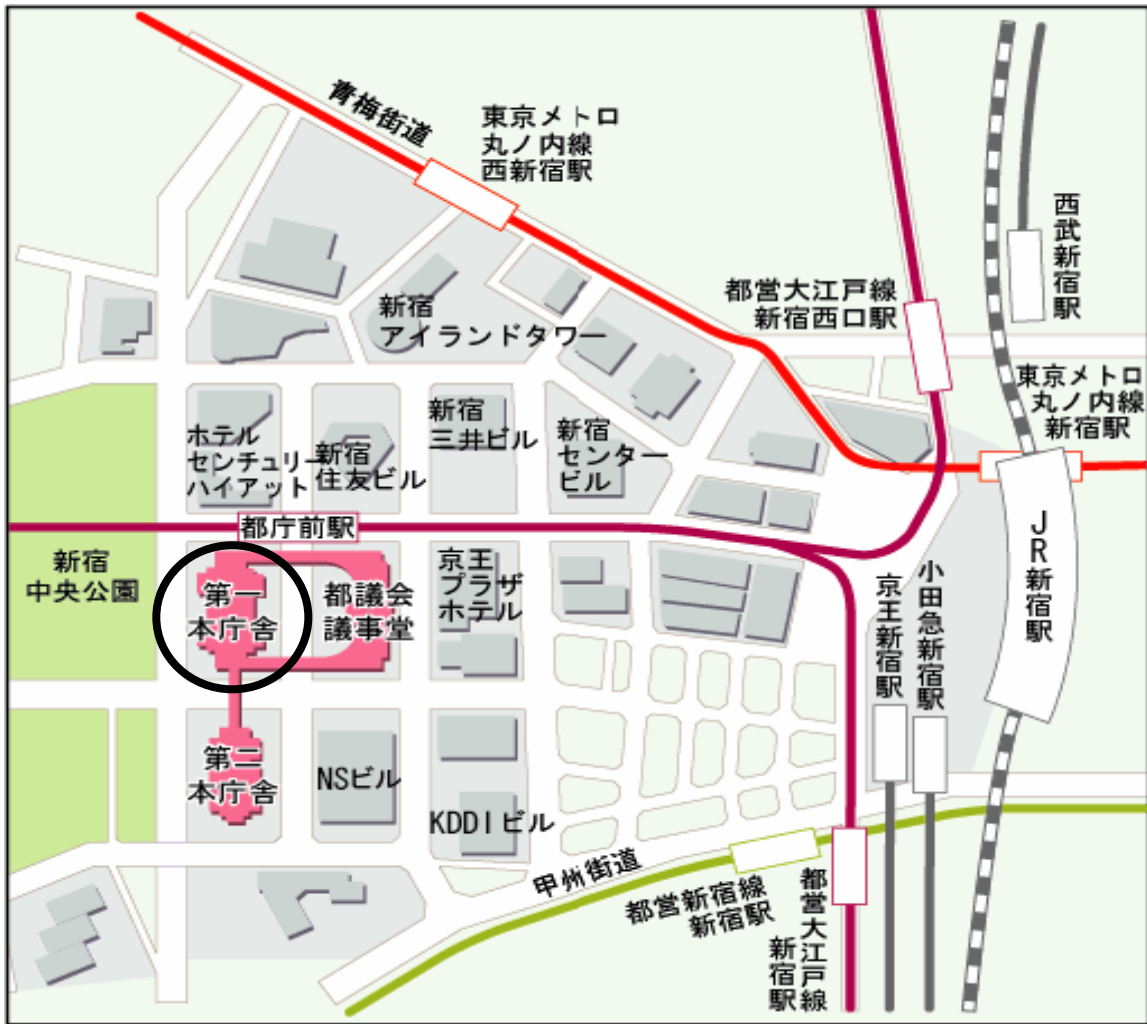 青梅街道
東京メトロ
丸ノ内線
西新宿駅
西武新宿駅
都営大江戸線
新宿西口駅
新宿
アイランドタワー
東京メトロ
丸ノ内線
新宿駅
ホテル
センチュリー
ハイアット
新宿
住友ビル
新宿
三井ビル
新宿
センター
ビル
都庁前駅
JR新宿駅
新宿
中央公園
第一
本庁舎
都議会
議事堂
京王
プラザ
ホテル
京王新宿駅
小田急新宿駅
第二
本庁舎
NSビル
KDDIビル
甲州街道
都営新宿線
新宿駅
都営大江戸線
新宿駅